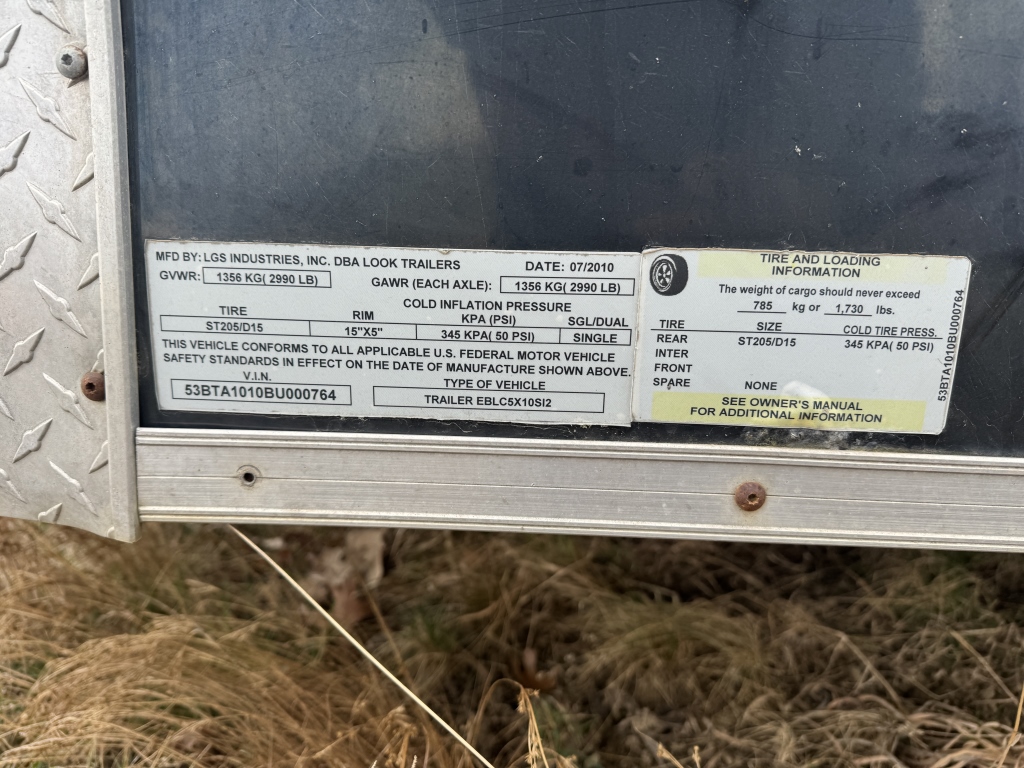 MFD BY: LGS INDUSTRIES, INC. DBA LOOK TRAILERS DATE: 07/2010
GVWR: 1356 KG( 2990 LB) GAWR (EACH AXLE): 1356 KG( 2990 LB)
COLD INFLATION PRESSURE
TIRE RIM KPA (PSI) SGL/DUAL
ST205/D15 15"X5" 345 KPA( 50 PSI) SINGLE
THIS VEHICLE CONFORMS TO ALL APPLICABLE U.S. FEDERAL MOTOR VEHICLE
SAFETY STANDARDS IN EFFECT ON THE DATE OF MANUFACTURE SHOWN ABOVE.
V.I.N. TYPE OF VEHICLE
53BTA1010BU000764 TRAILER EBLC5X10SI2
TIRE AND LOADING
INFORMATION
The weight of cargo should never exceed
785 kg or 1,730 lbs.
TIRE SIZE COLD TIRE PRESS.
REAR ST205/D15 345 KPA( 50 PSI)
INTER
FRONT
SPARE NONE
SEE OWNER'S MANUAL
FOR ADDITIONAL INFORMATION
53BTA1010BU000764